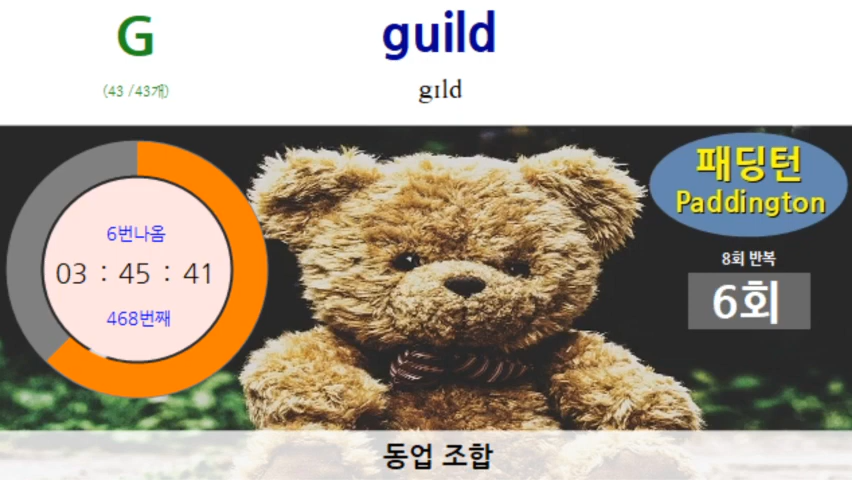 G
guild
(43 /43개)
gɪld
패딩턴
Paddington
6번나옴
03 : 45 : 41
468번째
8회 반복
6회
동업 조합